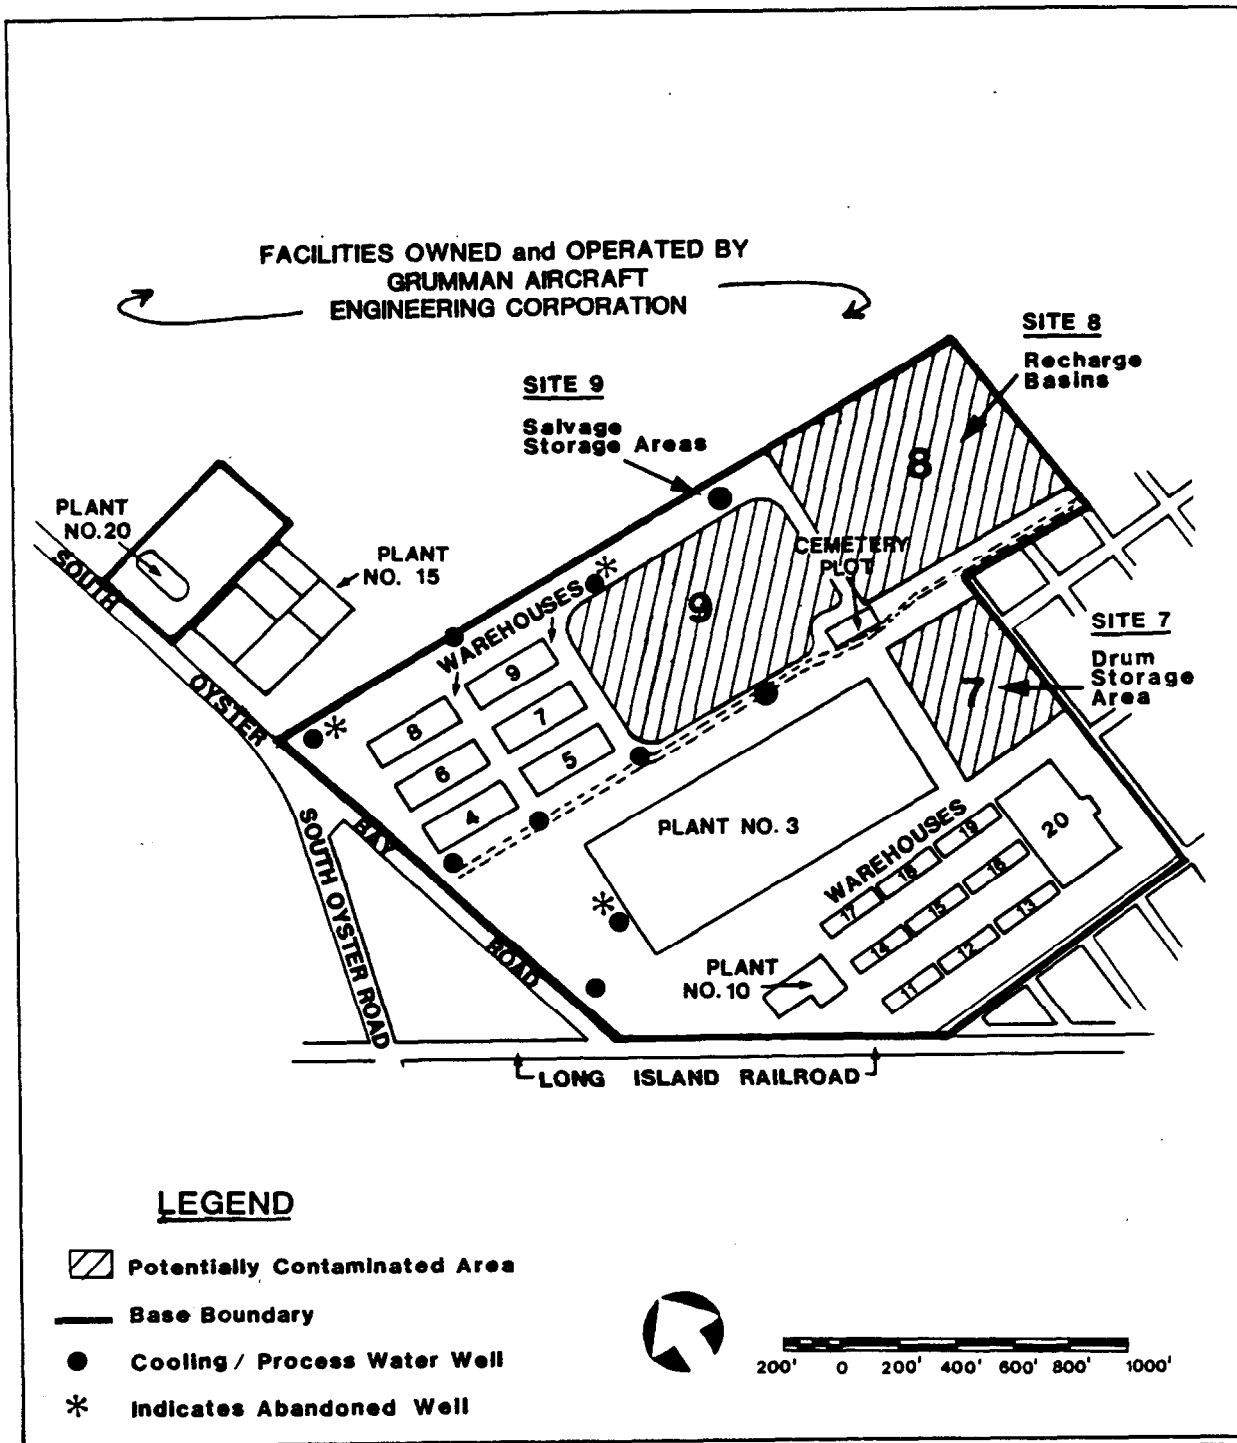 FACILITIES OWNED and OPERATED BY
GRUMMAN AIRCRAFT
ENGINEERING CORPORATION
SITE 8
Recharge
Basins
SITE 9
Salvage
Storage Areas
8
PLANT
NO.20
PLANT
NO. 15
CEMETERY
PLOT
9
WAREHOUSES
SITE 7
Drum
Storage
Area
7
SOUTH
OYSTER
BAY
ROAD
9
8
7
6
5
4
SOUTH OYSTER ROAD
PLANT NO. 3
WAREHOUSES
20
19
18
17
16
15
14
13
12
11
PLANT
NO. 10
LONG ISLAND RAILROAD
LEGEND
Potentially Contaminated Area
Base Boundary
Cooling / Process Water Well
* Indicates Abandoned Well
200' 0 200' 400' 600' 800' 1000'